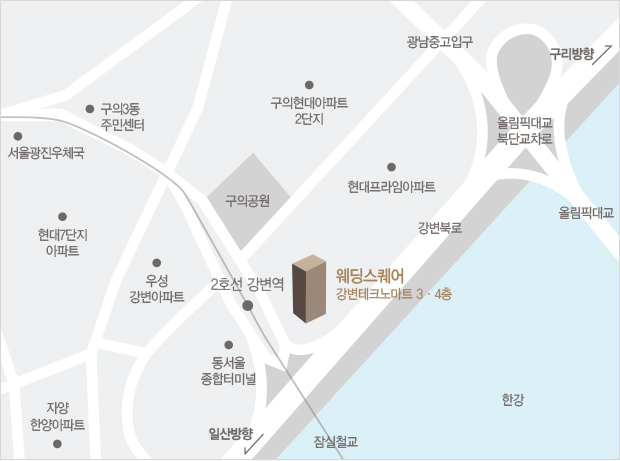 광남중고입구
구리방향
구의현대아파트
2단지
구의3동
주민센터
올림픽대교
북단교차로
서울광진우체국
현대프라임아파트
구의공원
올림픽대교
현대7단지
아파트
강변북로
우성
강변아파트
2호선 강변역
웨딩스퀘어
강변테크노마트 3 · 4층
동서울
종합터미널
자양
한양아파트
한강
일산방향
잠실철교